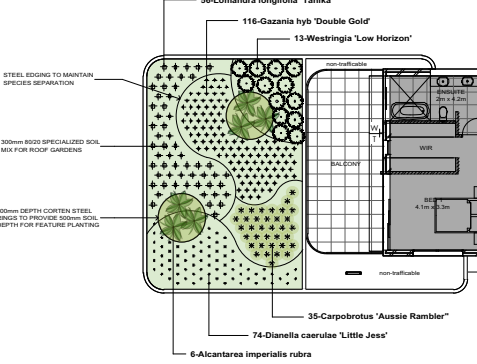 56-Lomandra longifolia 'Tanika'
116-Gazania hyb 'Double Gold'
13-Westringia 'Low Horizon'
non-trafficable
STEEL EDGING TO MAINTAIN
SPECIES SEPARATION
ENSUITE
2m x 4.2m
W
T
300mm 80/20 SPECIALIZED SOIL
MIX FOR ROOF GARDENS
WIR
BALCONY
BED 1
4.1m x 3.3m
00mm DEPTH CORTEN STEEL
INGS TO PROVIDE 500mm SOIL
DEPTH FOR FEATURE PLANTING
non-trafficable
35-Carpobrotus 'Aussie Rambler"
74-Dianella caerulae 'Little Jess'
6-Alcantarea imperialis rubra